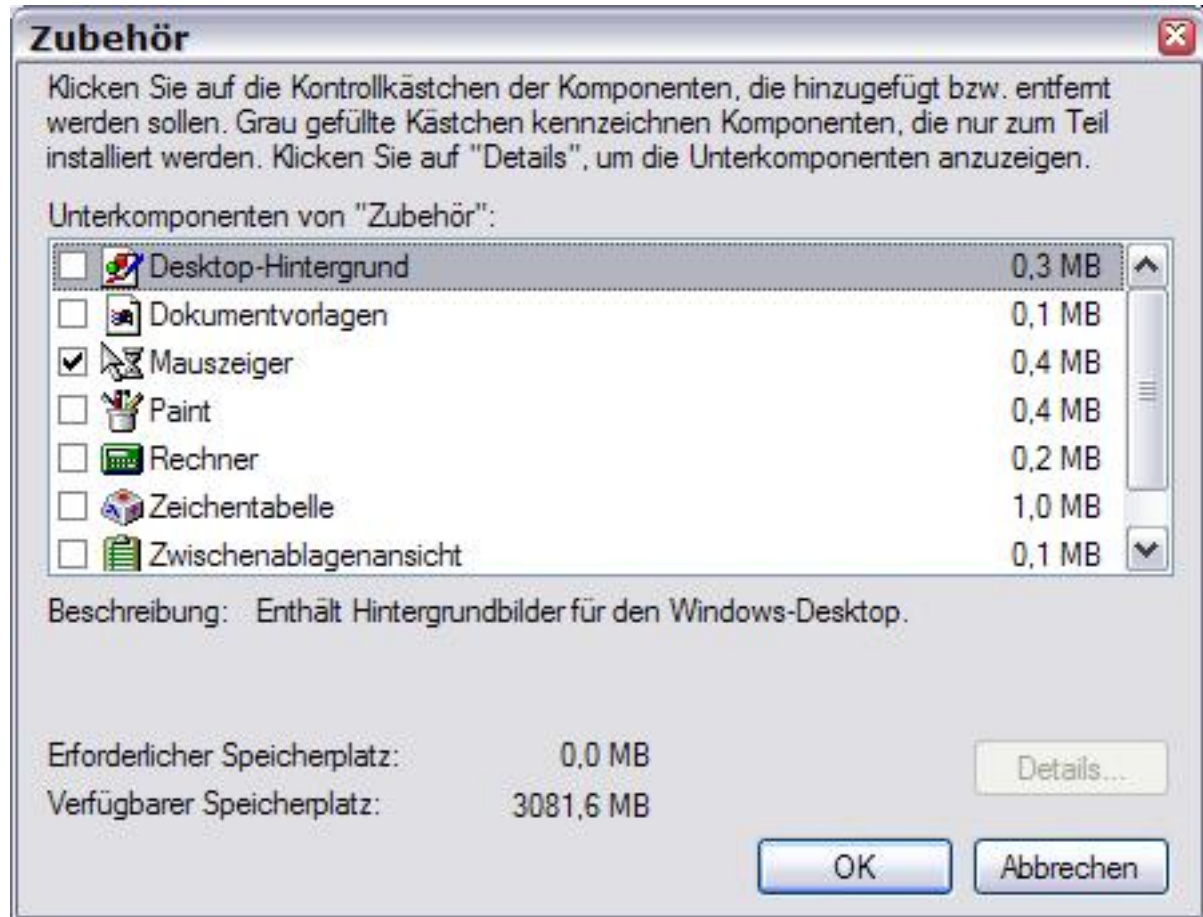 Zubehör
Klicken Sie auf die Kontrollkästchen der Komponenten, die hinzugefügt bzw. entfernt
werden sollen. Grau gefüllte Kästchen kennzeichnen Komponenten, die nur zum Teil
installiert werden. Klicken Sie auf "Details", um die Unterkomponenten anzuzeigen.
Unterkomponenten von "Zubehör":
Desktop-Hintergrund 0,3 MB
Dokumentvorlagen 0,1 MB
Mauszeiger 0,4 MB
Paint 0,4 MB
Rechner 0,2 MB
Zeichentabelle 1,0 MB
Zwischenablagenansicht 0,1 MB
Beschreibung: Enthält Hintergrundbilder für den Windows-Desktop.
Erforderlicher Speicherplatz: 0,0 MB
Details...
Verfügbarer Speicherplatz: 3081,6 MB
OK Abbrechen